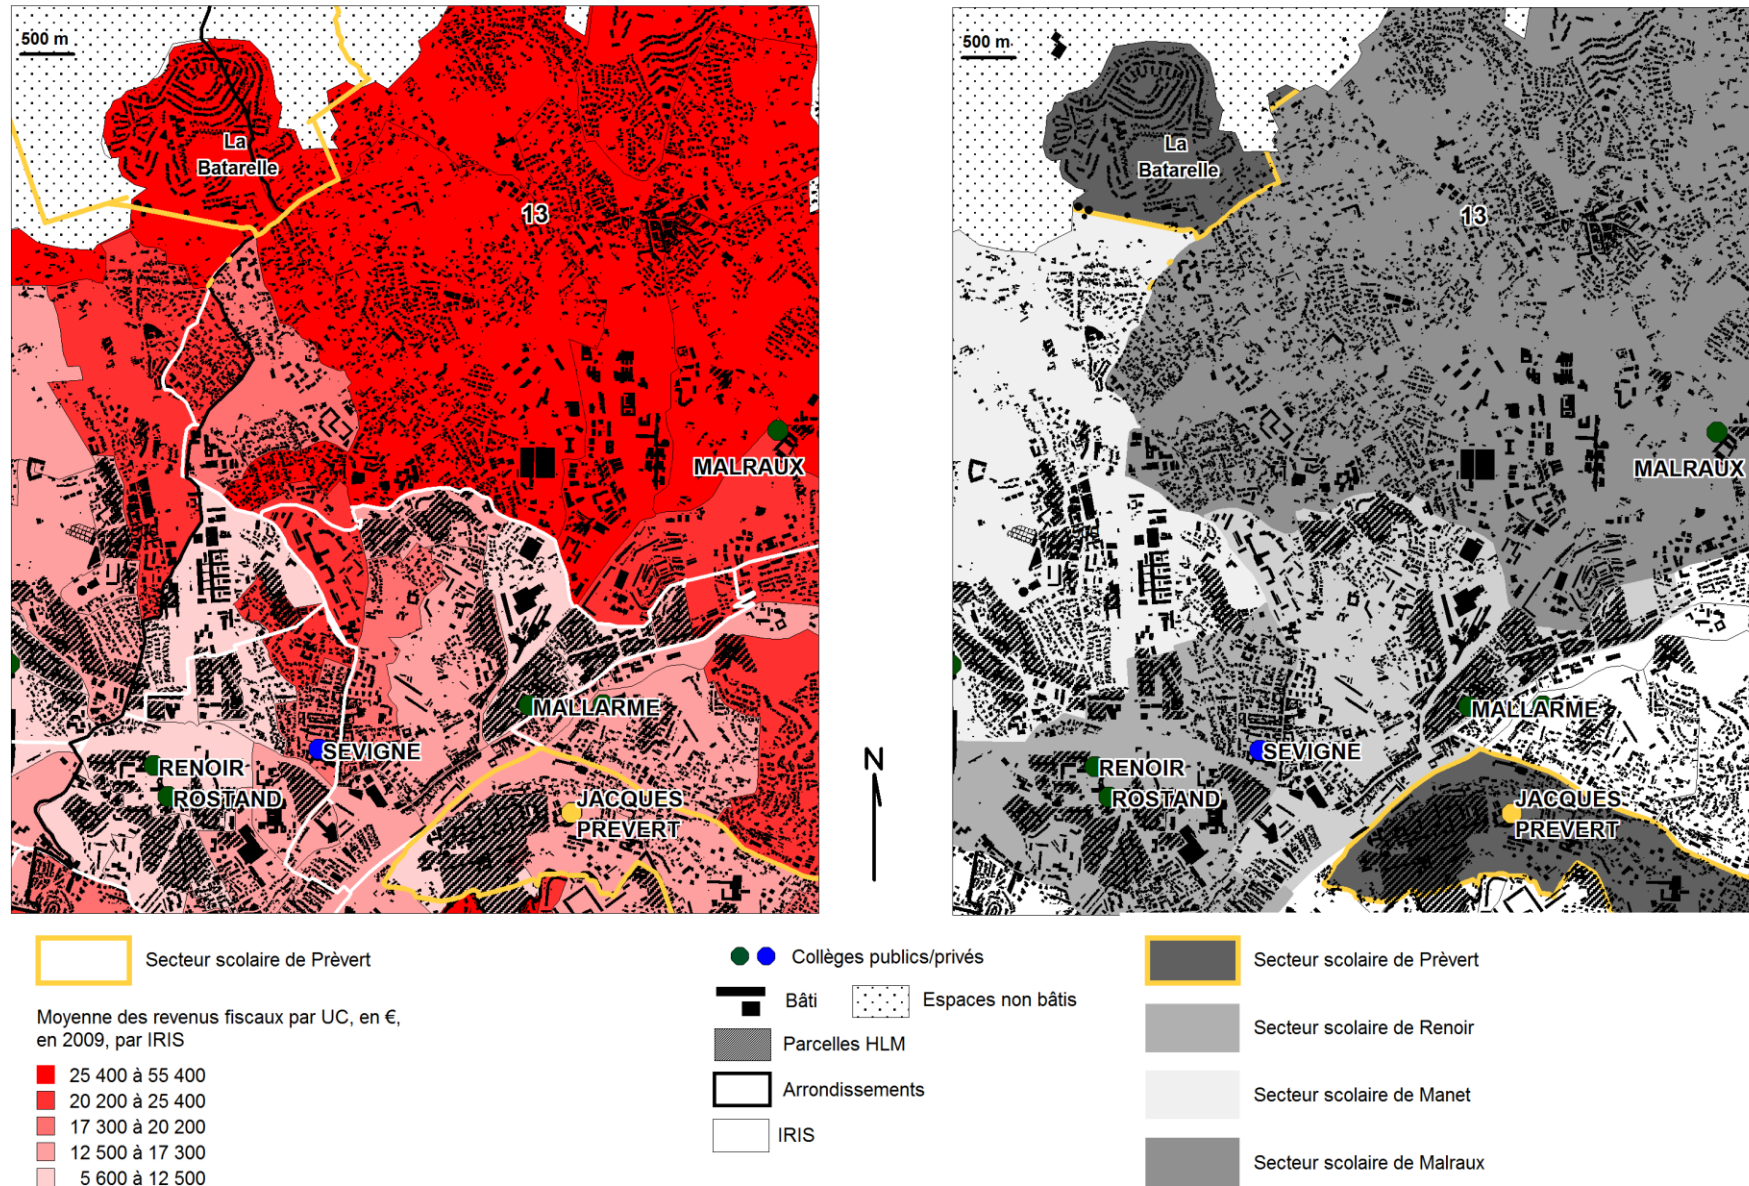 500 m
La
Batarelle
13
MALRAUX
MALLARME
SEVIGNE
RENOIR
ROSTAND
JACQUES
PREVERT
N
500 m
La
Batarelle
13
MALRAUX
MALLARME
SEVIGNE
RENOIR
ROSTAND
JACQUES
PREVERT
Secteur scolaire de Prèvert
Moyenne des revenus fiscaux par UC, en €,
en 2009, par IRIS
25 400 à 55 400
20 200 à 25 400
17 300 à 20 200
12 500 à 17 300
5 600 à 12 500
Collèges publics/privés
Bâti
Espaces non bâtis
Parcelles HLM
Arrondissements
IRIS
Secteur scolaire de Prèvert
Secteur scolaire de Renoir
Secteur scolaire de Manet
Secteur scolaire de Malraux